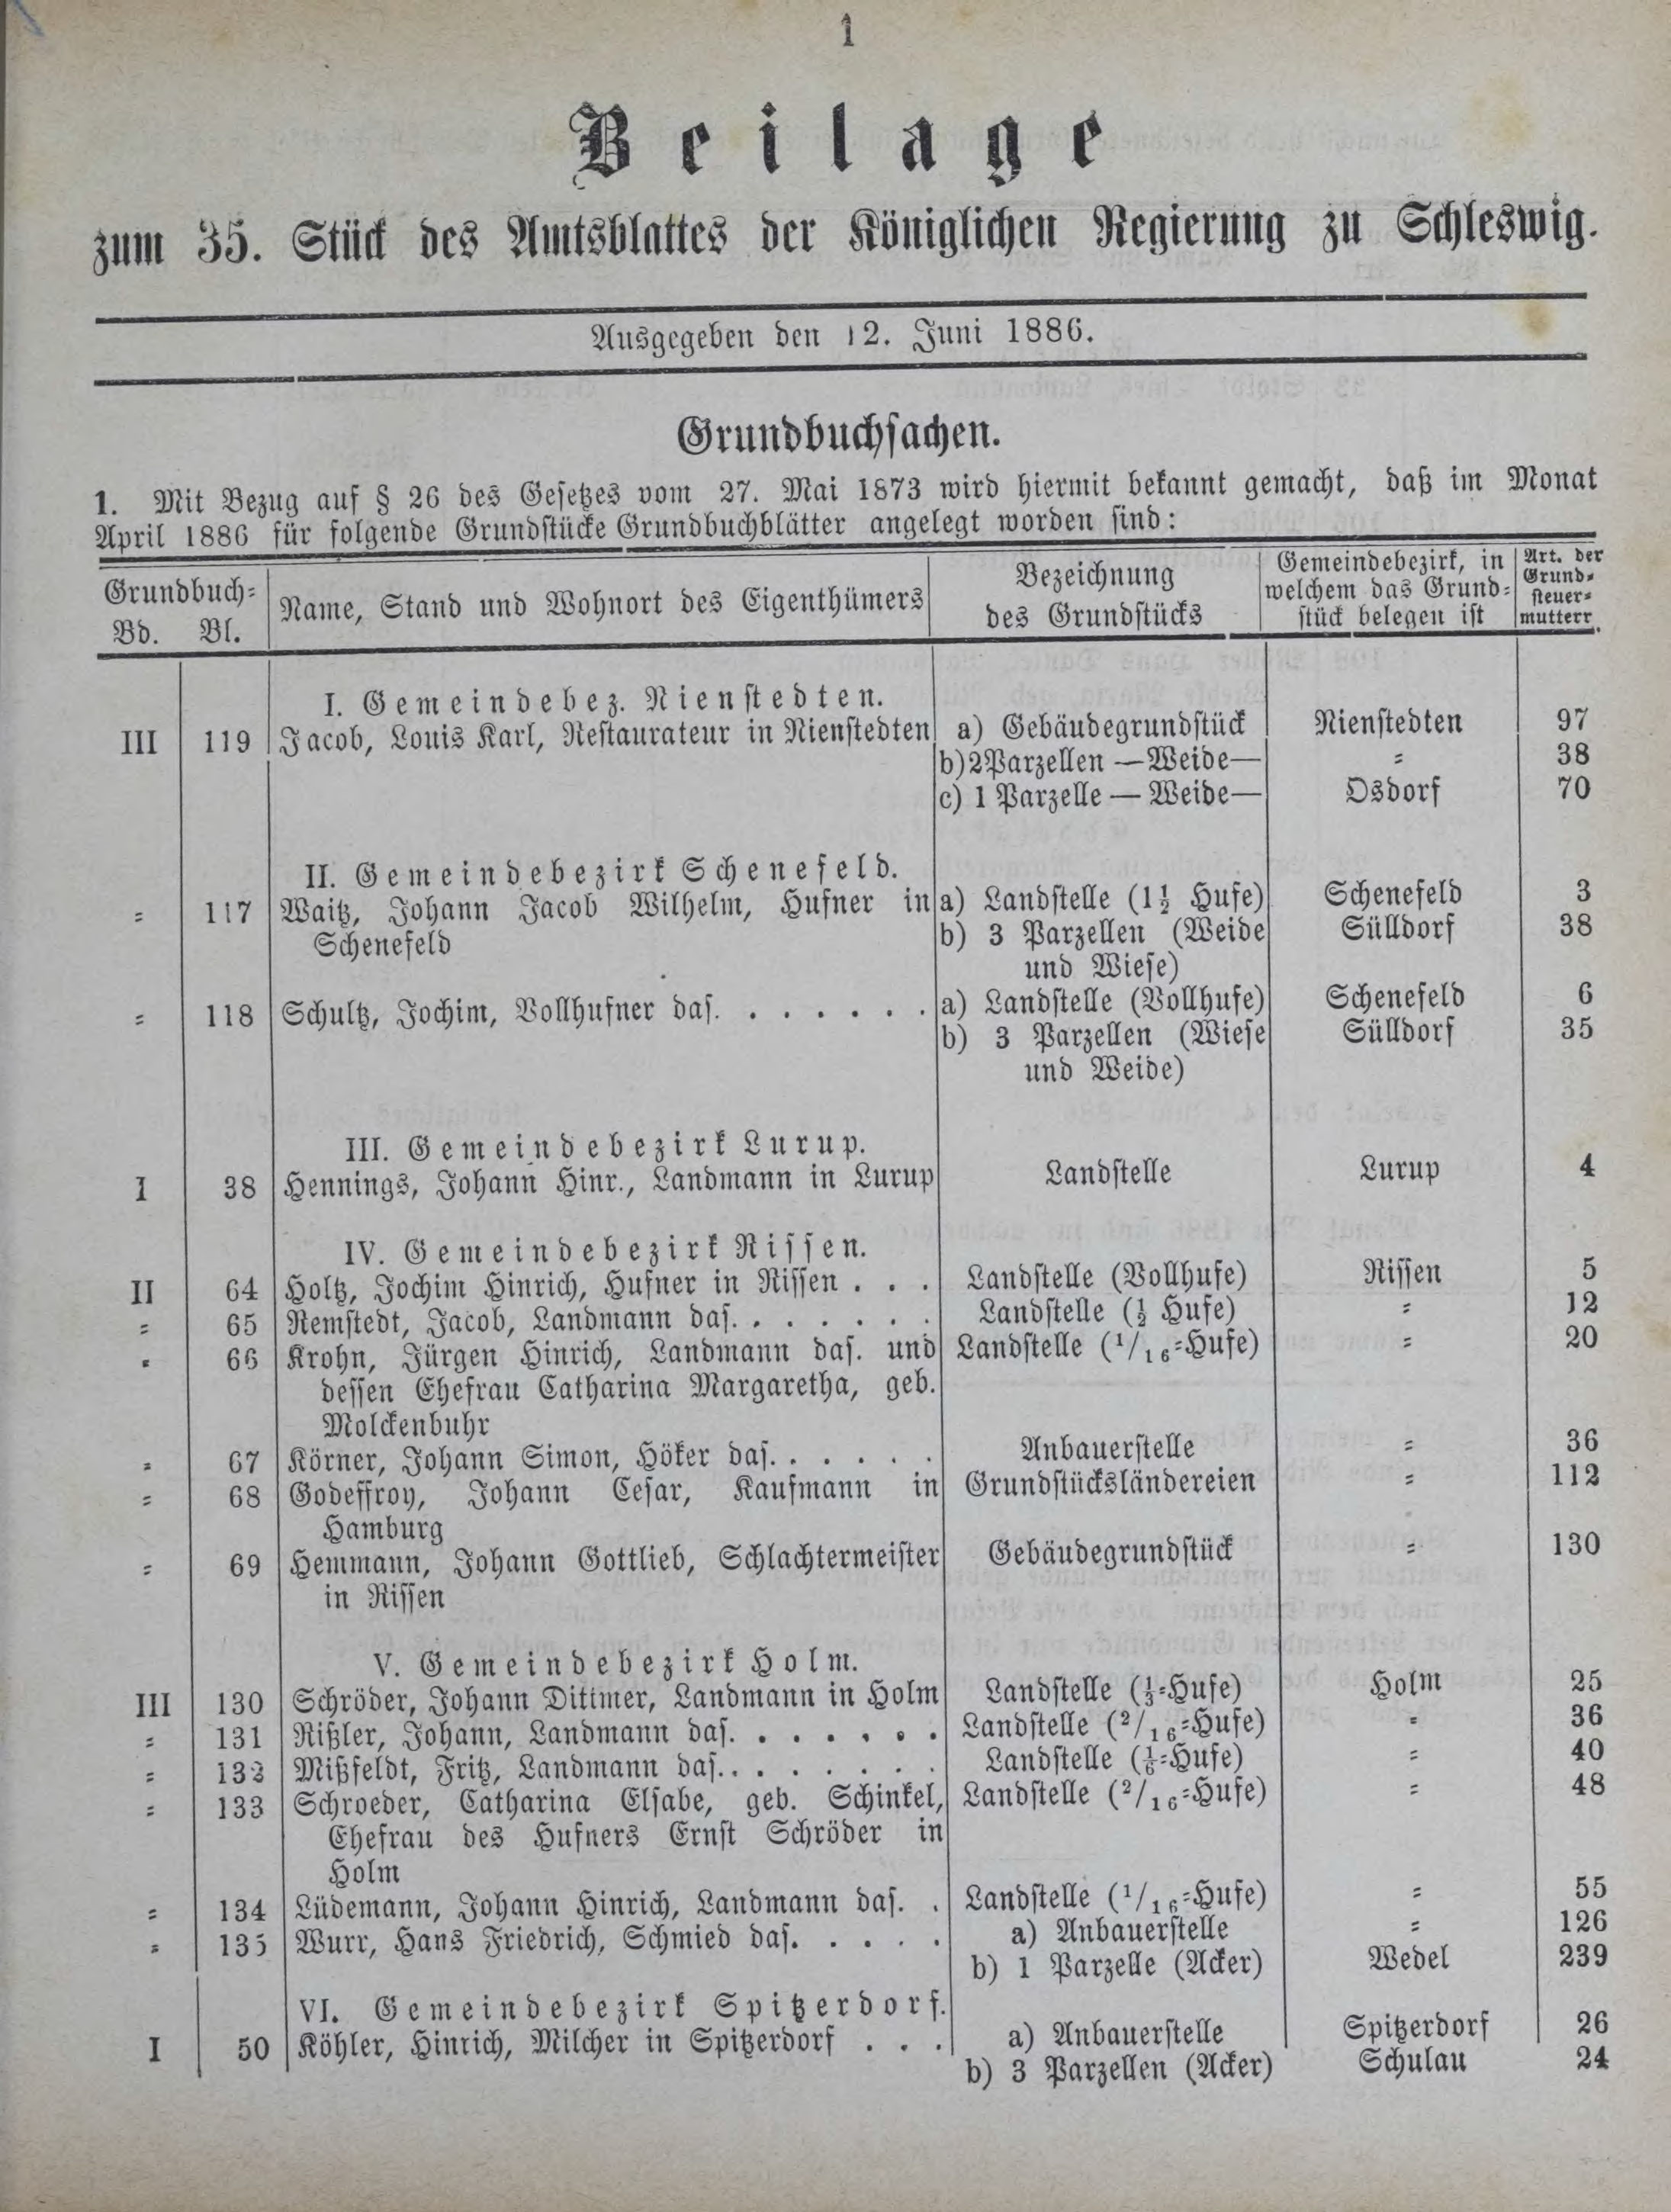 1
Beilage
zum 35. Stück des Amtsblattes der Königlichen Regierung zu Schleswig.
Ausgegeben den 12. Juni 1886.
Grundbuchsachen.
1. Mit Bezug auf § 26 des Gesetzes vom 27. Mai 1873 wird hiermit bekannt gemacht, daß im Monat
April 1886 für folgende Grundstücke Grundbuchblätter angelegt worden sind:
Grundbuch-
Bd. Bl.
Name, Stand und Wohnort des Eigenthümers
Bezeichnung
des Grundstücks
Gemeindebezirk, in
welchem das Grund-
stück belegen ist
Art. der
Grund-
steuer-
mutterr.
I. Gemeindebez. Nienstedten.
III 119 Jacob, Louis Karl, Restaurateur in Nienstedten a) Gebäudegrundstück Nienstedten 97
b) 2 Parzellen — Weide — = 38
c) 1 Parzelle — Weide — Osdorf 70
II. Gemeindebezirk Schenefeld.
= 117 Waitz, Johann Jacob Wilhelm, Hufner in a) Landstelle (1½ Hufe) Schenefeld 3
Schenefeld b) 3 Parzellen (Weide Sülldorf 38
und Wiese)
= 118 Schultz, Jochim, Vollhufner das. . . . . . . a) Landstelle (Vollhufe) Schenefeld 6
b) 3 Parzellen (Wiese Sülldorf 35
und Weide)
III. Gemeindebezirk Lurup.
I 38 Hennings, Johann Hinr., Landmann in Lurup Landstelle Lurup 4
IV. Gemeindebezirk Rissen.
II 64 Holtz, Jochim Hinrich, Hufner in Rissen . . . Landstelle (Vollhufe) Rissen 5
= 65 Remstedt, Jacob, Landmann das. . . . . . . Landstelle (½ Hufe) = 12
= 66 Krohn, Jürgen Hinrich, Landmann das. und Landstelle (1/16=Hufe) = 20
dessen Ehefrau Catharina Margaretha, geb.
Molckenbuhr
= 67 Körner, Johann Simon, Höker das. . . . . . Anbauerstelle = 36
= 68 Godeffroy, Johann Cesar, Kaufmann in Grundstücksländereien = 112
Hamburg
= 69 Hemmann, Johann Gottlieb, Schlachtermeister Gebäudegrundstück = 130
in Rissen
V. Gemeindebezirk Holm.
III 130 Schröder, Johann Dittmer, Landmann in Holm Landstelle (⅓=Hufe) Holm 25
= 131 Rißler, Johann, Landmann das. . . . . . . Landstelle (2/16=Hufe) = 36
= 132 Mißfeldt, Fritz, Landmann das. . . . . . . . Landstelle (⅙=Hufe) = 40
= 133 Schroeder, Catharina Elsabe, geb. Schinkel, Landstelle (2/16=Hufe) = 48
Ehefrau des Hufners Ernst Schröder in
Holm
= 134 Lüdemann, Johann Hinrich, Landmann das. . Landstelle (1/16=Hufe) = 55
= 135 Wurr, Hans Friedrich, Schmied das. . . . . a) Anbauerstelle = 126
b) 1 Parzelle (Acker) Wedel 239
VI. Gemeindebezirk Spitzerdorf.
I 50 Köhler, Hinrich, Milcher in Spitzerdorf . . . a) Anbauerstelle Spitzerdorf 26
b) 3 Parzellen (Acker) Schulau 24